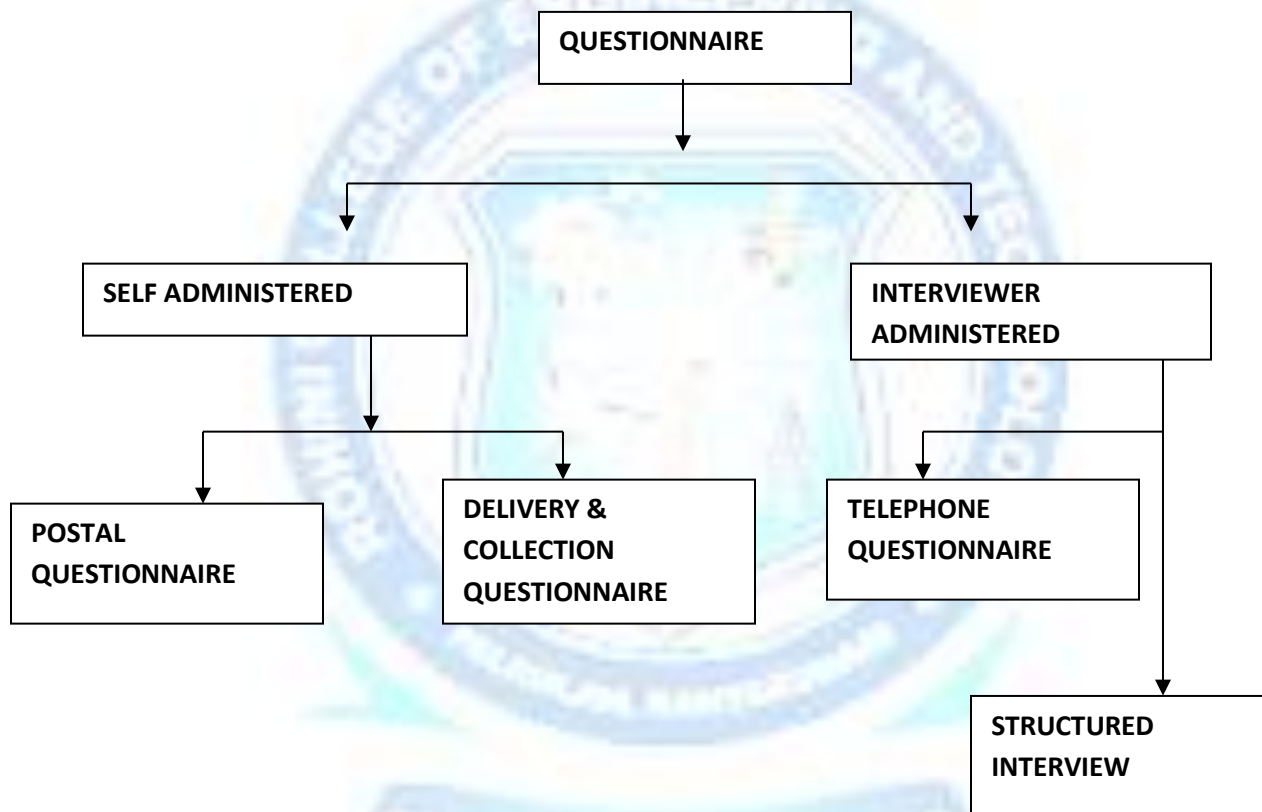 QUESTIONNAIRE
SELF ADMINISTERED
INTERVIEWER
ADMINISTERED
POSTAL
QUESTIONNAIRE
DELIVERY &
COLLECTION
QUESTIONNAIRE
TELEPHONE
QUESTIONNAIRE
STRUCTURED
INTERVIEW